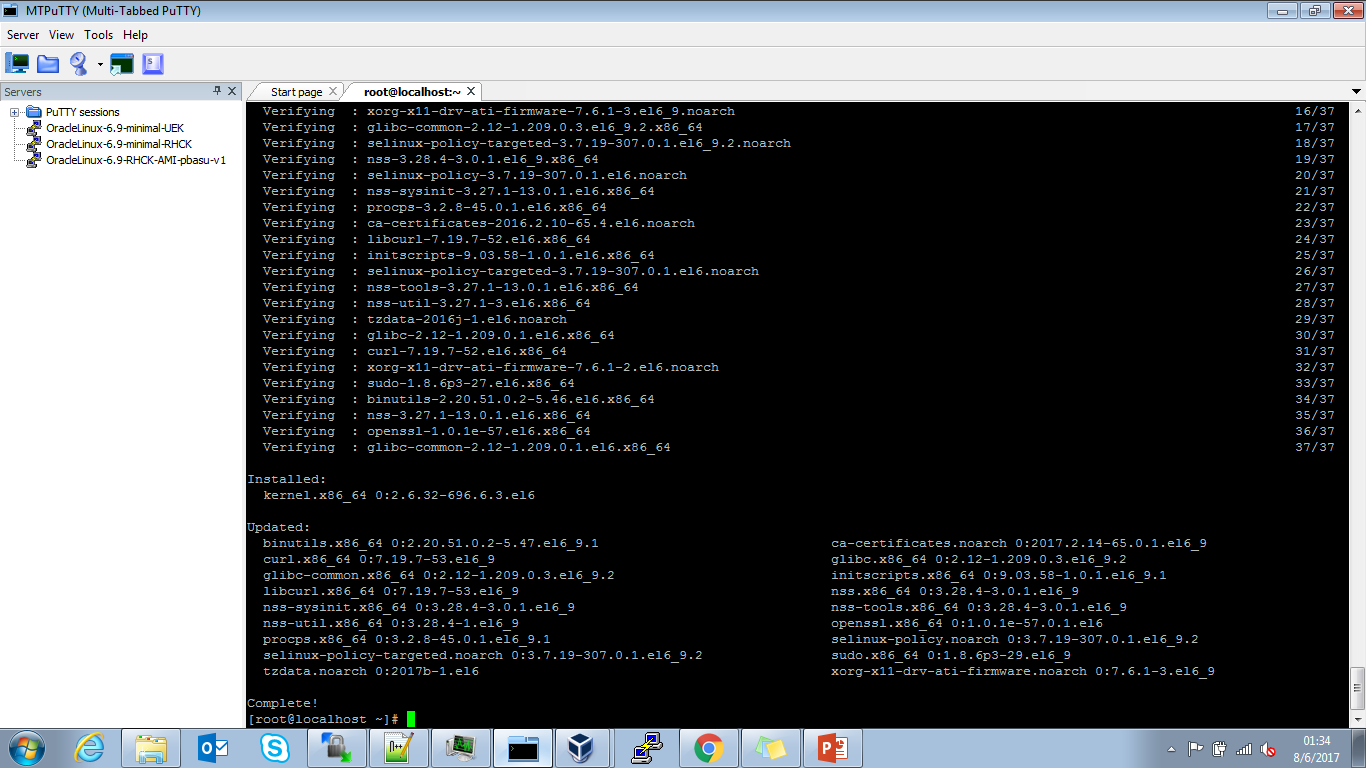 MTPuTTY (Multi-Tabbed PuTTY)
Server View Tools Help
Servers
PuTTY sessions
OracleLinux-6.9-minimal-UEK
OracleLinux-6.9-minimal-RHCK
OracleLinux-6.9-RHCK-AMI-pbasu-v1
Start page root@localhost:~
Verifying : xorg-x11-drv-ati-firmware-7.6.1-3.el6_9.noarch 16/37
Verifying : glibc-common-2.12-1.209.0.3.el6_9.2.x86_64 17/37
Verifying : selinux-policy-targeted-3.7.19-307.0.1.el6_9.2.noarch 18/37
Verifying : nss-3.28.4-3.0.1.el6_9.x86_64 19/37
Verifying : selinux-policy-3.7.19-307.0.1.el6.noarch 20/37
Verifying : nss-sysinit-3.27.1-13.0.1.el6.x86_64 21/37
Verifying : procps-3.2.8-45.0.1.el6.x86_64 22/37
Verifying : ca-certificates-2016.2.10-65.4.el6.noarch 23/37
Verifying : libcurl-7.19.7-52.el6.x86_64 24/37
Verifying : initscripts-9.03.58-1.0.1.el6.x86_64 25/37
Verifying : selinux-policy-targeted-3.7.19-307.0.1.el6.noarch 26/37
Verifying : nss-tools-3.27.1-13.0.1.el6.x86_64 27/37
Verifying : nss-util-3.27.1-3.el6.x86_64 28/37
Verifying : tzdata-2016j-1.el6.noarch 29/37
Verifying : glibc-2.12-1.209.0.1.el6.x86_64 30/37
Verifying : curl-7.19.7-52.el6.x86_64 31/37
Verifying : xorg-x11-drv-ati-firmware-7.6.1-2.el6.noarch 32/37
Verifying : sudo-1.8.6p3-27.el6.x86_64 33/37
Verifying : binutils-2.20.51.0.2-5.46.el6.x86_64 34/37
Verifying : nss-3.27.1-13.0.1.el6.x86_64 35/37
Verifying : openssl-1.0.1e-57.el6.x86_64 36/37
Verifying : glibc-common-2.12-1.209.0.1.el6.x86_64 37/37
Installed:
kernel.x86_64 0:2.6.32-696.6.3.el6
Updated:
binutils.x86_64 0:2.20.51.0.2-5.47.el6_9.1 ca-certificates.noarch 0:2017.2.14-65.0.1.el6_9
curl.x86_64 0:7.19.7-53.el6_9 glibc.x86_64 0:2.12-1.209.0.3.el6_9.2
glibc-common.x86_64 0:2.12-1.209.0.3.el6_9.2 initscripts.x86_64 0:9.03.58-1.0.1.el6_9.1
libcurl.x86_64 0:7.19.7-53.el6_9 nss.x86_64 0:3.28.4-3.0.1.el6_9
nss-sysinit.x86_64 0:3.28.4-3.0.1.el6_9 nss-tools.x86_64 0:3.28.4-3.0.1.el6_9
nss-util.x86_64 0:3.28.4-1.el6_9 openssl.x86_64 0:1.0.1e-57.0.1.el6
procps.x86_64 0:3.2.8-45.0.1.el6_9.1 selinux-policy.noarch 0:3.7.19-307.0.1.el6_9.2
selinux-policy-targeted.noarch 0:3.7.19-307.0.1.el6_9.2 sudo.x86_64 0:1.8.6p3-29.el6_9
tzdata.noarch 0:2017b-1.el6 xorg-x11-drv-ati-firmware.noarch 0:7.6.1-3.el6_9
Complete!
[root@localhost ~]#
01:34
8/6/2017